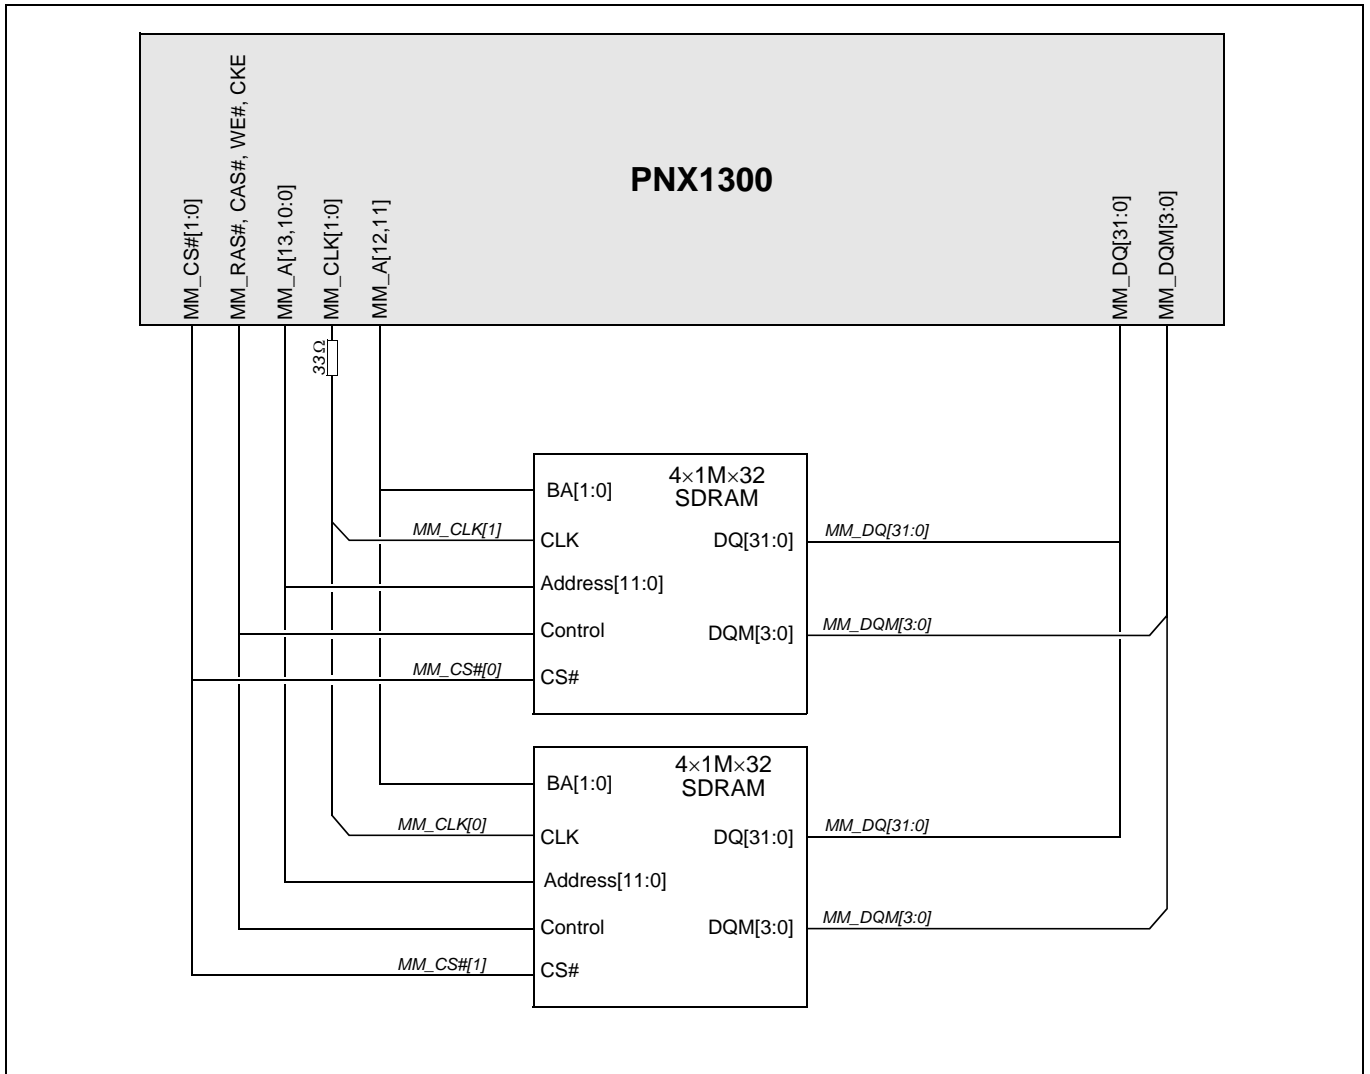 PNX1300
MM_CS#[1:0]
MM_RAS#, CAS#, WE#, CKE
MM_A[13,10:0]
MM_CLK[1:0]
MM_A[12,11]
MM_DQ[31:0]
MM_DQM[3:0]
33Ω
4×1M×32
SDRAM
BA[1:0]
MM_CLK[1]
CLK
DQ[31:0]
MM_DQ[31:0]
Address[11:0]
Control
DQM[3:0]
MM_DQM[3:0]
MM_CS#[0]
CS#
4×1M×32
SDRAM
BA[1:0]
MM_CLK[0]
CLK
DQ[31:0]
MM_DQ[31:0]
Address[11:0]
Control
DQM[3:0]
MM_DQM[3:0]
MM_CS#[1]
CS#